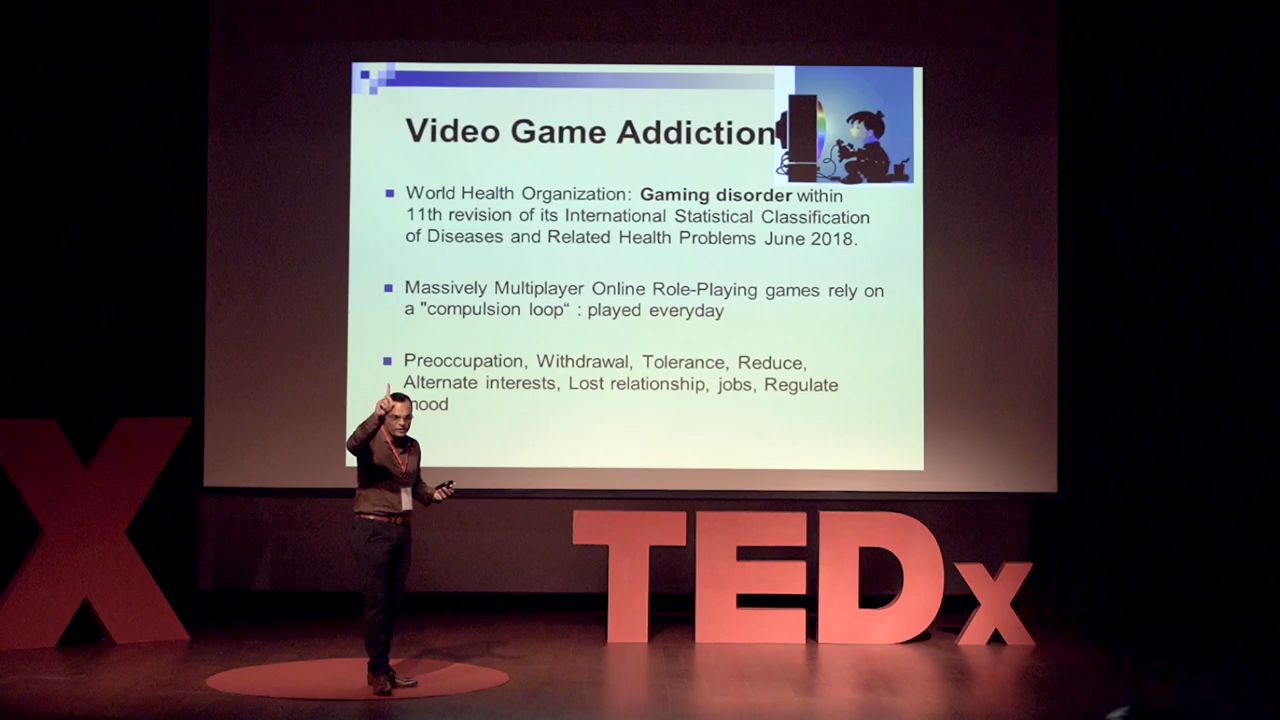 Video Game Addiction
■ World Health Organization: Gaming disorder within
11th revision of its International Statistical Classification
of Diseases and Related Health Problems June 2018.
■ Massively Multiplayer Online Role-Playing games rely on
a "compulsion loop“ : played everyday
■ Preoccupation, Withdrawal, Tolerance, Reduce,
Alternate interests, Lost relationship, jobs, Regulate
mood
X
TEDx